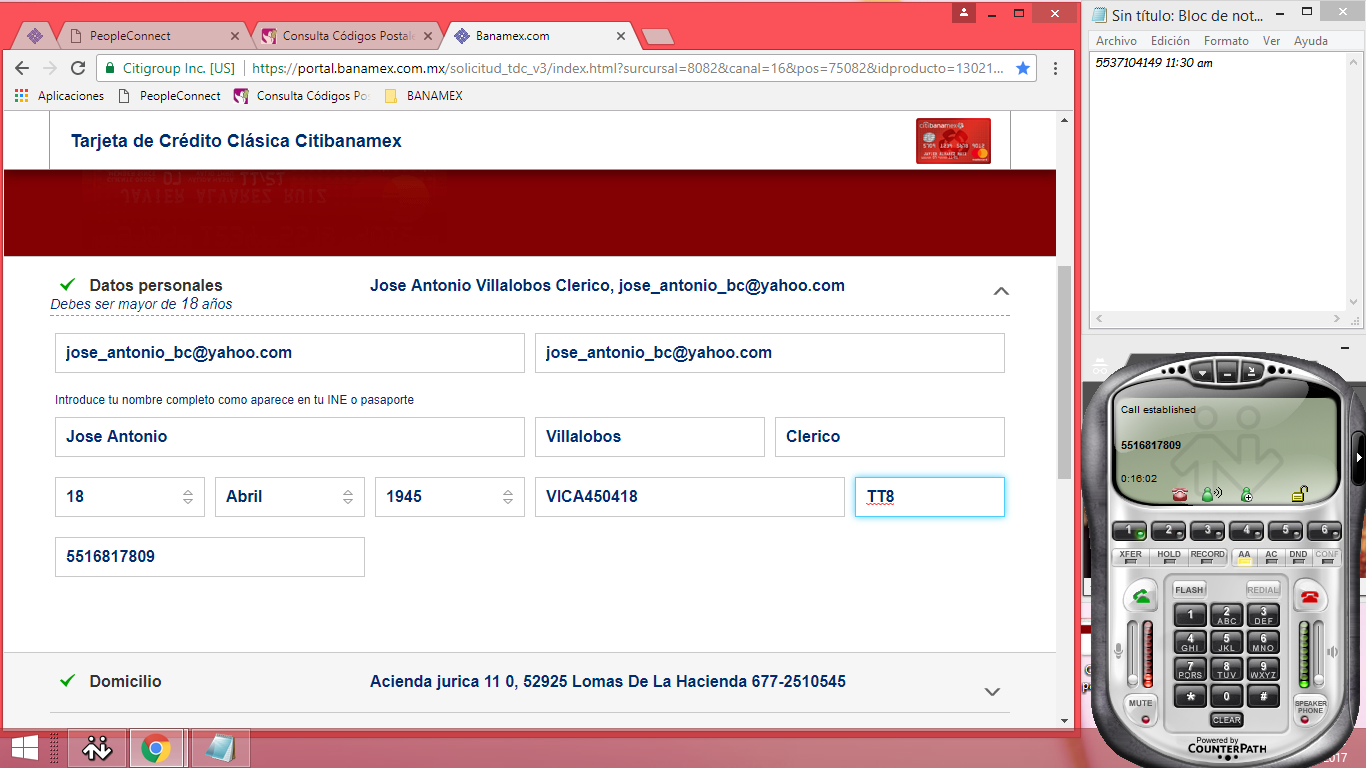 PeopleConnect
Consulta Códigos Postale
Banamex.com
Citigroup Inc. [US]
https://portal.banamex.com.mx/solicitud_tdc_v3/index.html?surcursal=8082&canal=16&pos=75082&idproducto=13021...
Aplicaciones
PeopleConnect
Consulta Códigos Pos
BANAMEX
Tarjeta de Crédito Clásica Citibanamex
Datos personales
Jose Antonio Villalobos Clerico, jose_antonio_bc@yahoo.com
Debes ser mayor de 18 años
jose_antonio_bc@yahoo.com
jose_antonio_bc@yahoo.com
Introduce tu nombre completo como aparece en tu INE o pasaporte
Jose Antonio
Villalobos
Clerico
18
Abril
1945
VICA450418
TT8
5516817809
Domicilio
Acienda jurica 11 0, 52925 Lomas De La Hacienda 677-2510545
Sin título: Bloc de not...
Archivo Edición Formato Ver Ayuda
5537104149 11:30 am
Call established
5516817809
0:16:02
1 2 3 4 5 6
XFER HOLD RECORD AA AC DND CONF
FLASH
REDIAL
1
2 ABC
3 DEF
4 GHI
5 JKL
6 MNO
7 PQRS
8 TUV
9 WXYZ
* 0 #
MUTE
SPEAKER PHONE
CLEAR
Powered by
COUNTERPATH
2017